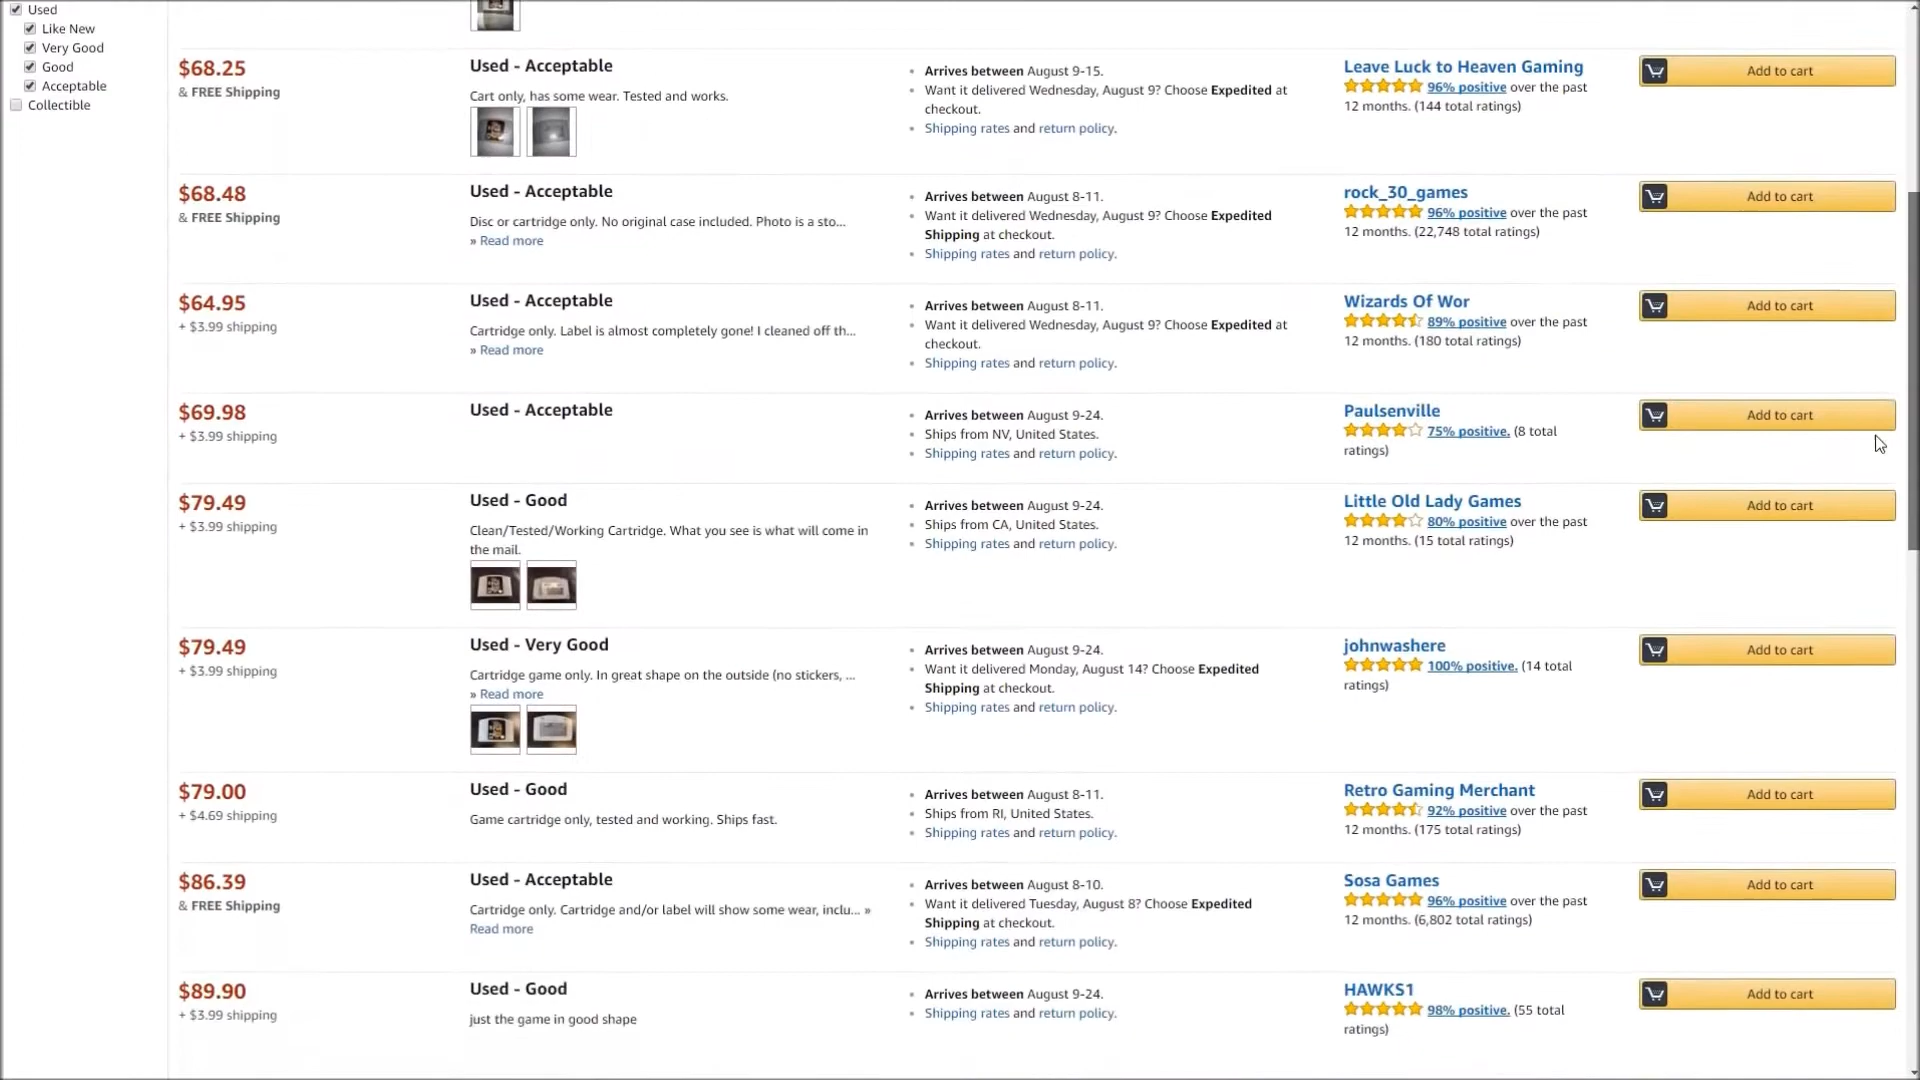 Used
Like New
Very Good
Good
Acceptable
Collectible
$68.25
& FREE Shipping
Used - Acceptable
Cart only, has some wear. Tested and works.
Arrives between August 9-15.
Want it delivered Wednesday, August 9? Choose Expedited at
checkout.
Shipping rates and return policy.
Leave Luck to Heaven Gaming
96% positive over the past
12 months. (144 total ratings)
Add to cart
$68.48
& FREE Shipping
Used - Acceptable
Disc or cartridge only. No original case included. Photo is a sto...
» Read more
Arrives between August 8-11.
Want it delivered Wednesday, August 9? Choose Expedited
Shipping at checkout.
Shipping rates and return policy.
rock_30_games
96% positive over the past
12 months. (22,748 total ratings)
Add to cart
$64.95
+ $3.99 shipping
Used - Acceptable
Cartridge only. Label is almost completely gone! I cleaned off th...
» Read more
Arrives between August 8-11.
Want it delivered Wednesday, August 9? Choose Expedited at
checkout.
Shipping rates and return policy.
Wizards Of Wor
89% positive over the past
12 months. (180 total ratings)
Add to cart
$69.98
+ $3.99 shipping
Used - Acceptable
Arrives between August 9-24.
Ships from NV, United States.
Shipping rates and return policy.
Paulsenville
75% positive. (8 total
ratings)
Add to cart
$79.49
+ $3.99 shipping
Used - Good
Clean/Tested/Working Cartridge. What you see is what will come in
the mail.
Arrives between August 9-24.
Ships from CA, United States.
Shipping rates and return policy.
Little Old Lady Games
80% positive over the past
12 months. (15 total ratings)
Add to cart
$79.49
+ $3.99 shipping
Used - Very Good
Cartridge game only. In great shape on the outside (no stickers, ...
» Read more
Arrives between August 9-24.
Want it delivered Monday, August 14? Choose Expedited
Shipping at checkout.
Shipping rates and return policy.
johnwashere
100% positive. (14 total
ratings)
Add to cart
$79.00
+ $4.69 shipping
Used - Good
Game cartridge only, tested and working. Ships fast.
Arrives between August 8-11.
Ships from RI, United States.
Shipping rates and return policy.
Retro Gaming Merchant
92% positive over the past
12 months. (175 total ratings)
Add to cart
$86.39
& FREE Shipping
Used - Acceptable
Cartridge only. Cartridge and/or label will show some wear, inclu... »
Read more
Arrives between August 8-10.
Want it delivered Tuesday, August 8? Choose Expedited
Shipping at checkout.
Shipping rates and return policy.
Sosa Games
96% positive over the past
12 months. (6,802 total ratings)
Add to cart
$89.90
+ $3.99 shipping
Used - Good
just the game in good shape
Arrives between August 9-24.
Shipping rates and return policy.
HAWKS1
98% positive. (55 total
ratings)
Add to cart